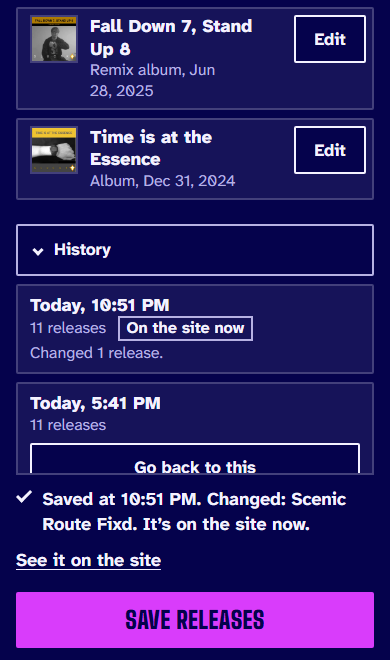 Fall Down 7, Stand
Up 8
Remix album, Jun
28, 2025
Edit
Time is at the
Essence
Album, Dec 31, 2024
Edit
History
Today, 10:51 PM
11 releases
On the site now
Changed 1 release.
Today, 5:41 PM
11 releases
Go back to this
Saved at 10:51 PM. Changed: Scenic
Route Fixd. It’s on the site now.
See it on the site
SAVE RELEASES